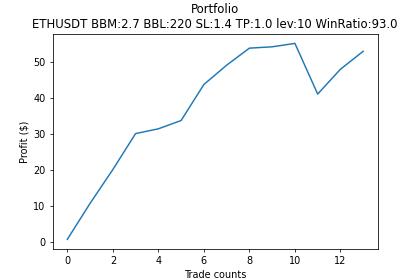 Portfolio
ETHUSDT BBM:2.7 BBL:220 SL:1.4 TP:1.0 lev:10 WinRatio:93.0
50
40
30
20
10
0
Profit ($)
0 2 4 6 8 10 12
Trade counts